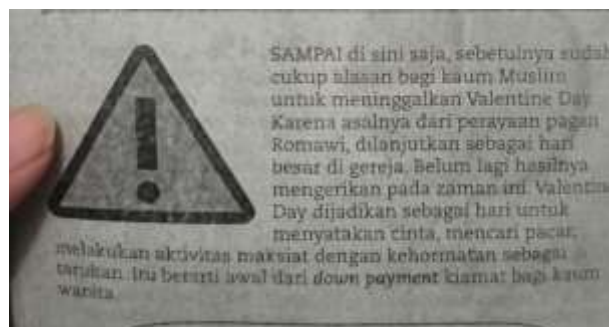 SAMPAI di sini saja, sebetulnya sudah
cukup alasan bagi kaum Muslim
untuk meninggalkan Valentine Day.
Karena asalnya dari perayaan pagan
Romawi, dilanjutkan sebagai hari
besar di gereja. Belum lagi hasilnya
mengerikan pada zaman ini. Valentine
Day dijadikan sebagai hari untuk
menyatakan cinta, mencari pacar,
melakukan aktivitas maksiat dengan kehormatan sebagai
taruhan. Itu berarti awal dari down payment kiamat bagi kaum
wanita.